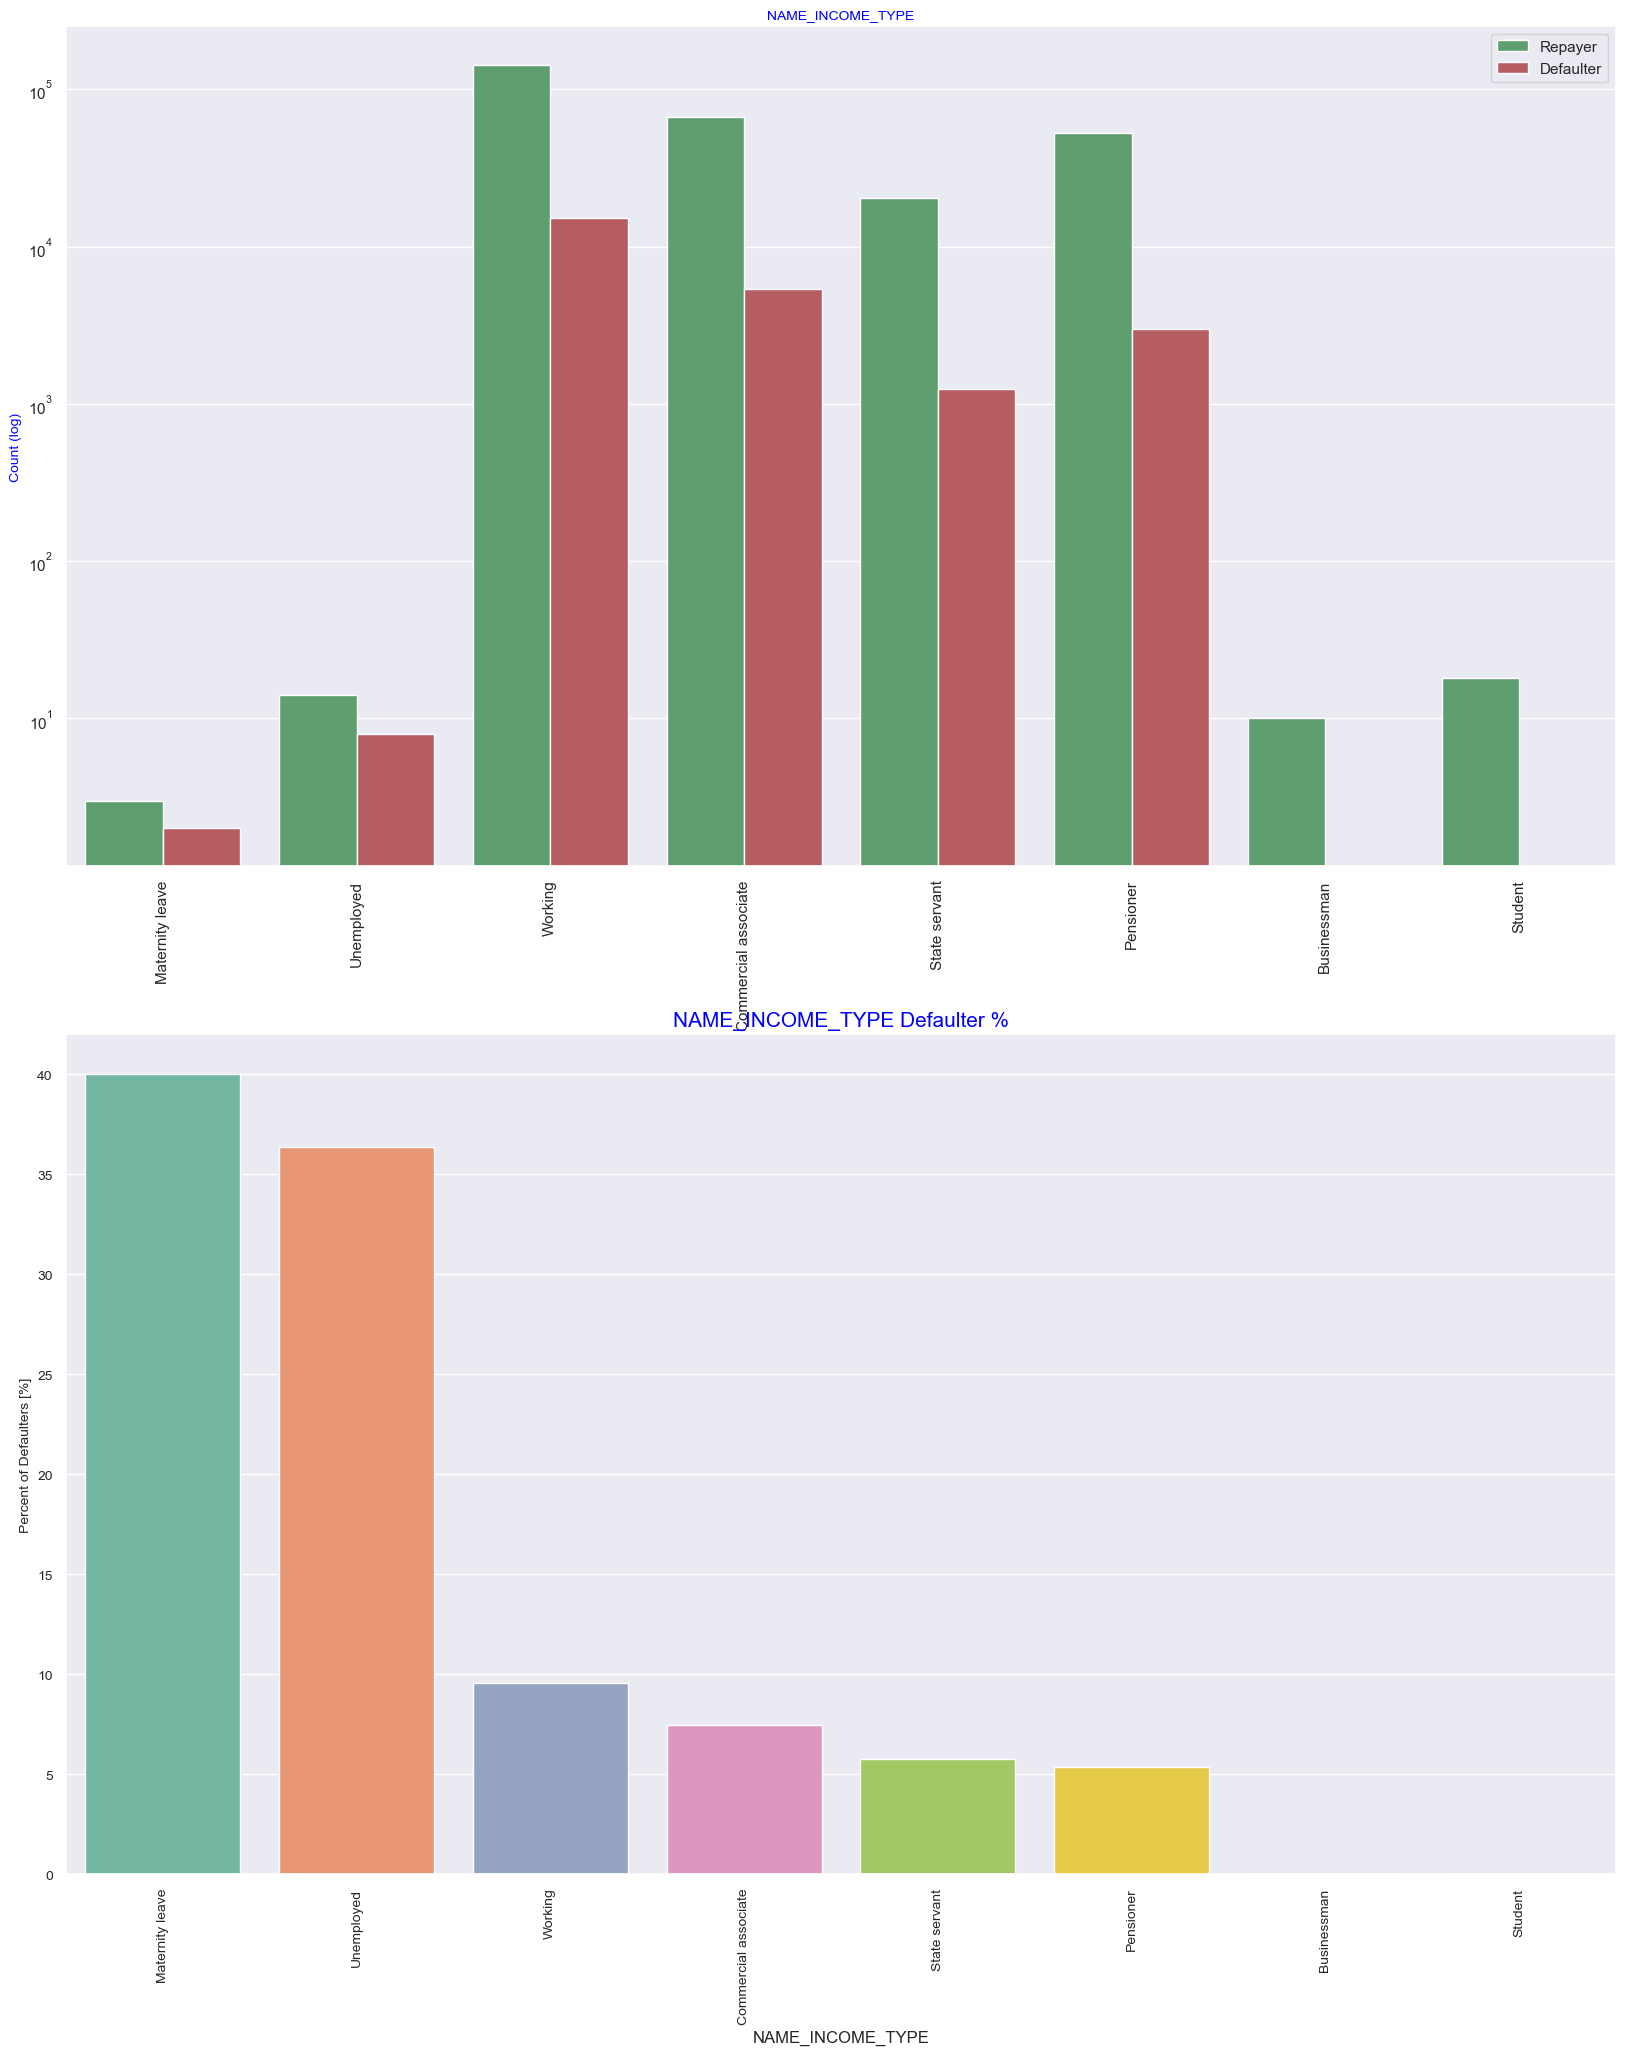 NAME_INCOME_TYPE
Repayer
Defaulter
10^5
10^4
10^3
10^2
10^1
Count (log)
Maternity leave
Unemployed
Working
Commercial associate
State servant
Pensioner
Businessman
Student
NAME_INCOME_TYPE Defaulter %
40
35
30
25
20
15
10
5
0
Percent of Defaulters [%]
Maternity leave
Unemployed
Working
Commercial associate
State servant
Pensioner
Businessman
Student
NAME_INCOME_TYPE